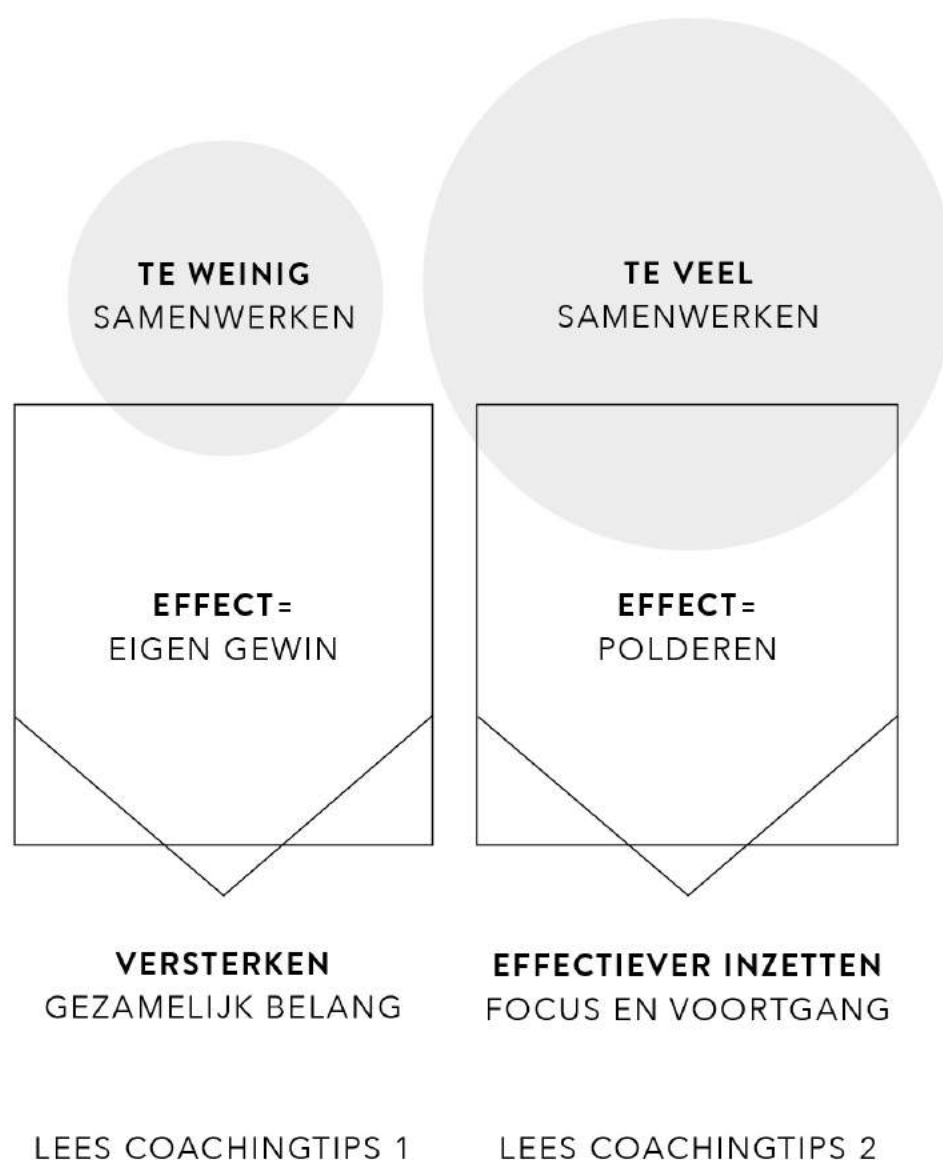 TE WEINIG
SAMENWERKEN
EFFECT=
EIGEN GEWIN
VERSTERKEN
GEZAMELIJK BELANG
LEES COACHINGTIPS 1
TE VEEL
SAMENWERKEN
EFFECT=
POLDEREN
EFFECTIEVER INZETTEN
FOCUS EN VOORTGANG
LEES COACHINGTIPS 2